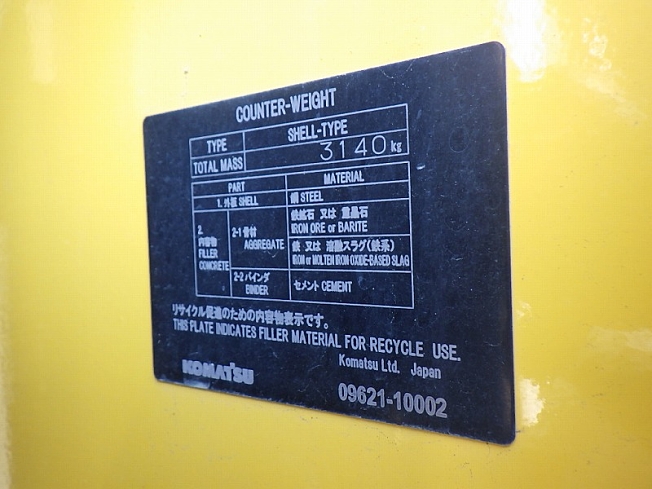 COUNTER-WEIGHT
TYPE SHELL-TYPE
TOTAL MASS 3140 kg
PART MATERIAL
1. 外板 SHELL 鋼 STEEL
2. 内容物 FILLER CONCRETE
2-1 骨材 AGGREGATE
鉄鉱石 又は 重晶石
IRON ORE or BARITE
鉄 又は 溶融スラグ(鉄系)
IRON or MOLTEN IRON OXIDE-BASED SLAG
2-2 バインダ BINDER
セメント CEMENT
リサイクル促進のための内容物表示です。
THIS PLATE INDICATES FILLER MATERIAL FOR RECYCLE USE.
KOMATSU
Komatsu Ltd. Japan
09621-10002